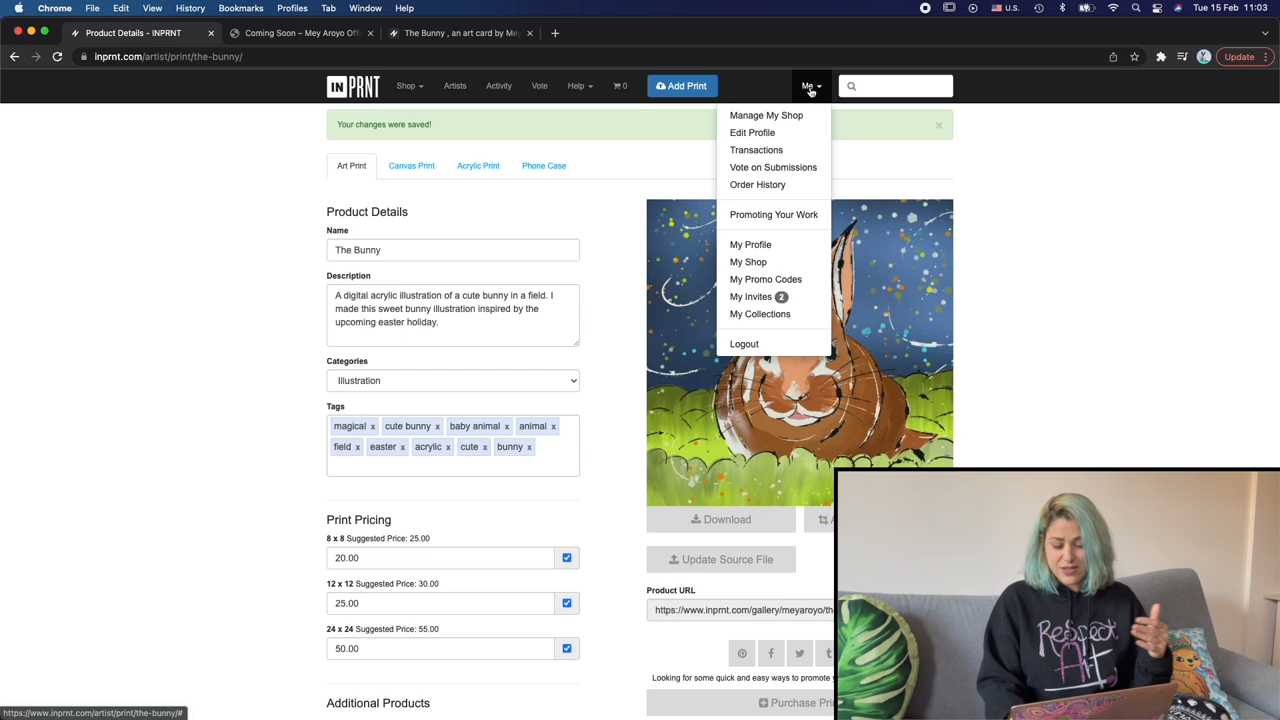 Chrome File Edit View History Bookmarks Profiles Tab Window Help U.S. Tue 15 Feb 11:03
Product Details - INPRNT × Coming Soon – Mey Aroyo Offi × The Bunny , an art card by Mey × +
inprnt.com/artist/print/the-bunny/ Update
INPRNT Shop Artists Activity Vote Help 0 Add Print Me
Your changes were saved! ×
Manage My Shop
Edit Profile
Transactions
Vote on Submissions
Order History
Promoting Your Work
My Profile
My Shop
My Promo Codes
My Invites 2
My Collections
Logout
Art Print Canvas Print Acrylic Print Phone Case
Product Details
Name
The Bunny
Description
A digital acrylic illustration of a cute bunny in a field. I
made this sweet bunny illustration inspired by the
upcoming easter holiday.
Categories
Illustration
Tags
magical x cute bunny x baby animal x animal x
field x easter x acrylic x cute x bunny x
Print Pricing
8 x 8 Suggested Price: 25.00
20.00
12 x 12 Suggested Price: 30.00
25.00
24 x 24 Suggested Price: 55.00
50.00
Additional Products
Download
Update Source File
Product URL
https://www.inprnt.com/gallery/meyaroyo/th
Looking for some quick and easy ways to promote
Purchase Pri
https://www.inprnt.com/artist/print/the-bunny/#
Respect
Art